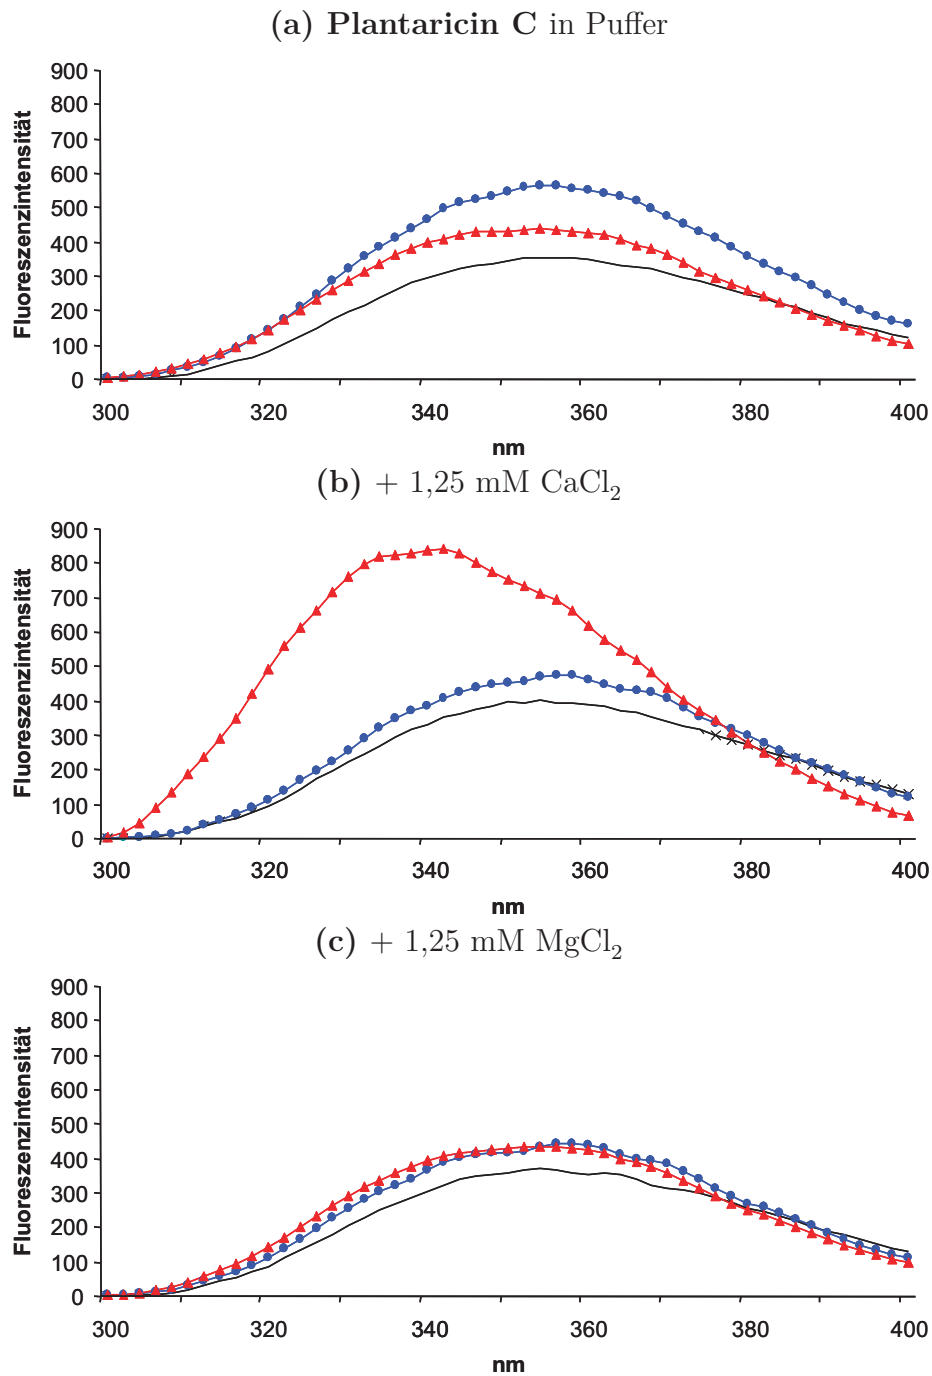 (a) Plantaricin C in Puffer
Fluoreszenzintensität
900
800
700
600
500
400
300
200
100
0
300 320 340 360 380 400
nm
(b) + 1,25 mM CaCl₂
Fluoreszenzintensität
900
800
700
600
500
400
300
200
100
0
300 320 340 360 380 400
nm
(c) + 1,25 mM MgCl₂
Fluoreszenzintensität
900
800
700
600
500
400
300
200
100
0
300 320 340 360 380 400
nm